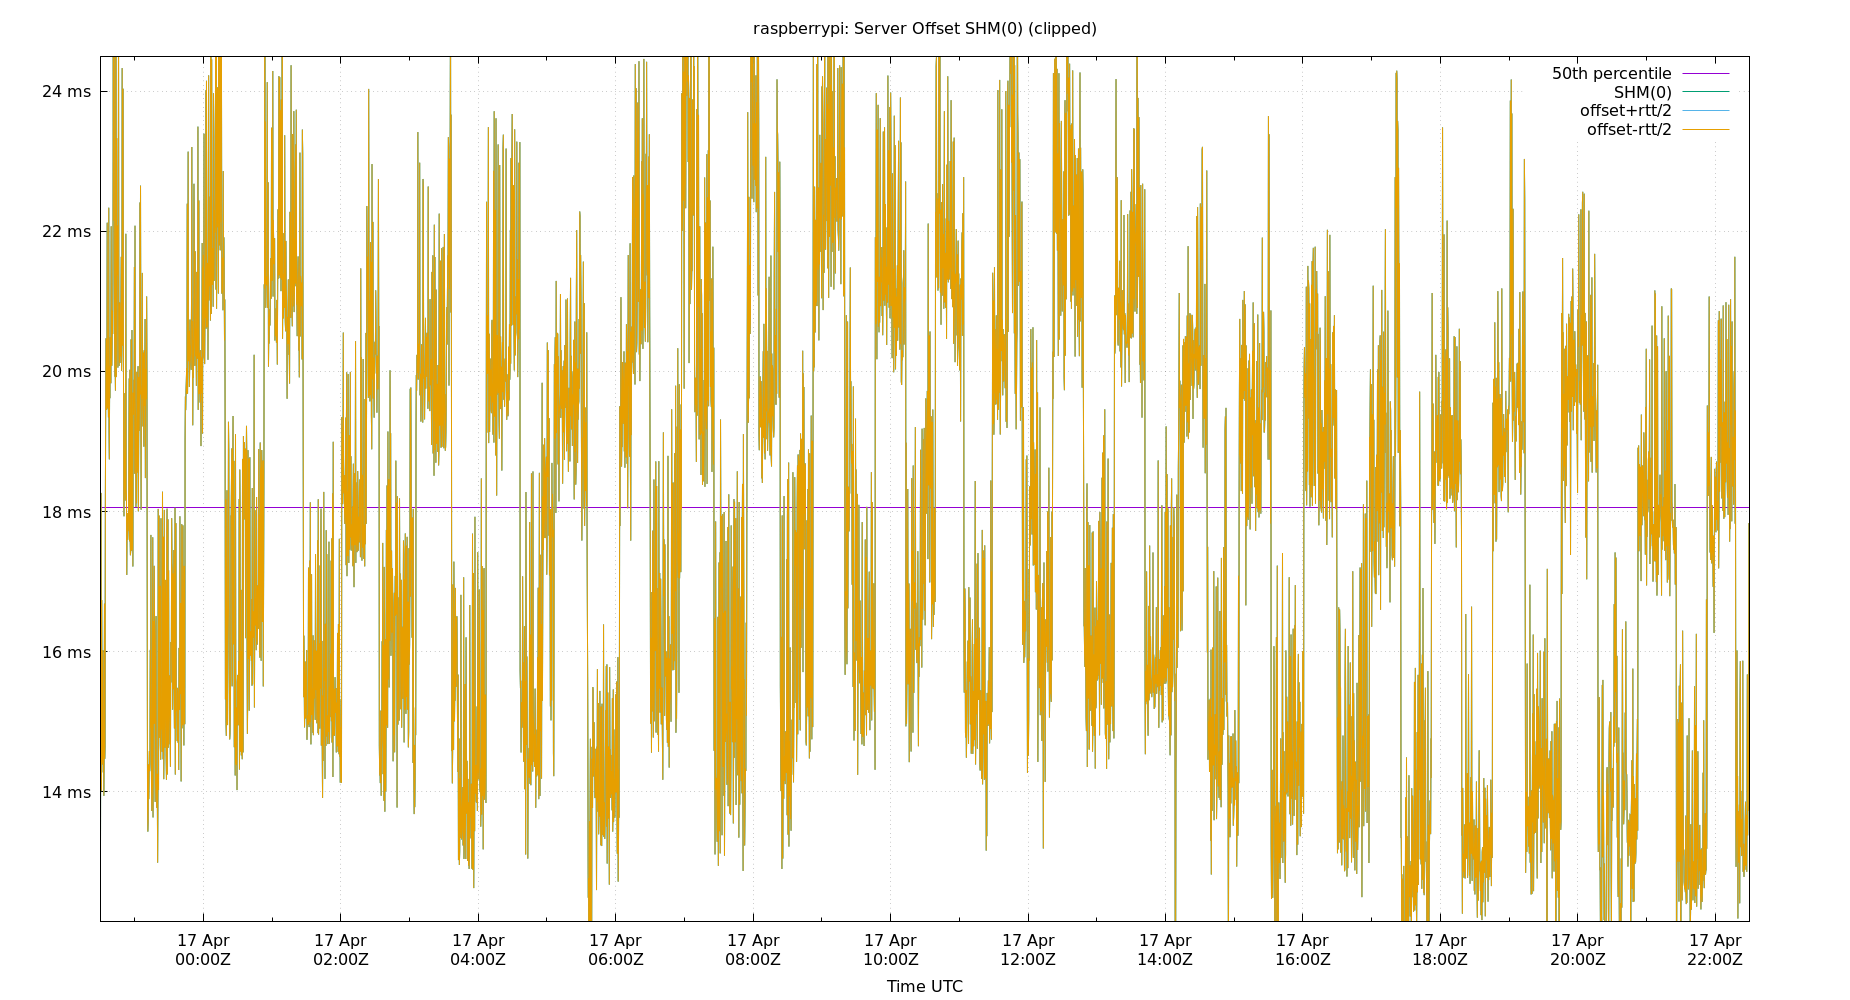 raspberrypi: Server Offset SHM(0) (clipped)
24 ms
22 ms
20 ms
18 ms
16 ms
14 ms
50th percentile
SHM(0)
offset+rtt/2
offset-rtt/2
17 Apr 17 Apr 17 Apr 17 Apr 17 Apr 17 Apr 17 Apr 17 Apr 17 Apr 17 Apr 17 Apr 17 Apr
00:00Z 02:00Z 04:00Z 06:00Z 08:00Z 10:00Z 12:00Z 14:00Z 16:00Z 18:00Z 20:00Z 22:00Z
Time UTC